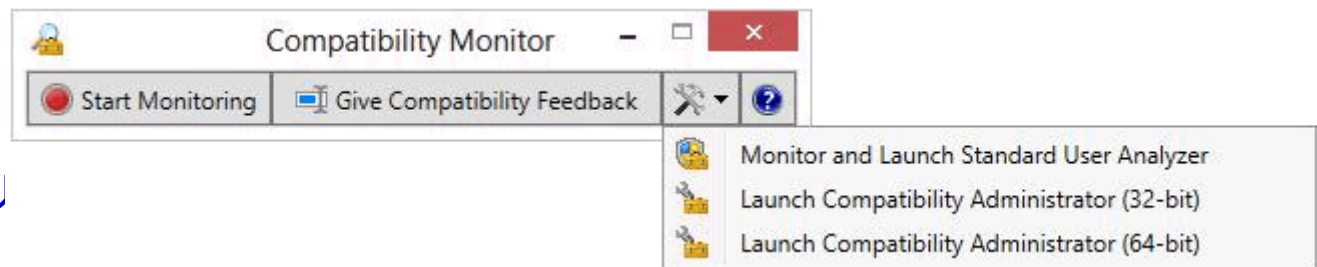 Compatibility Monitor
Start Monitoring Give Compatibility Feedback
Monitor and Launch Standard User Analyzer
Launch Compatibility Administrator (32-bit)
Launch Compatibility Administrator (64-bit)